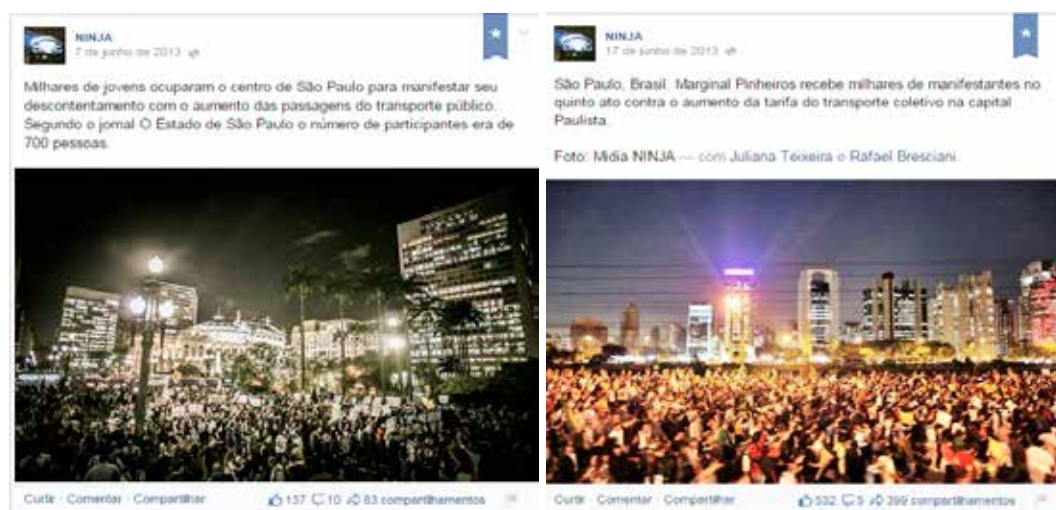 NINJA
7 de junho de 2013
Milhares de jovens ocuparam o centro de São Paulo para manifestar seu
descontentamento com o aumento das passagens do transporte público.
Segundo o jornal O Estado de São Paulo o número de participantes era de
700 pessoas.
Curtir · Comentar · Compartilhar
137 10 83 compartilhamentos
NINJA
17 de junho de 2013
São Paulo, Brasil. Marginal Pinheiros recebe milhares de manifestantes no
quinto ato contra o aumento da tarifa do transporte coletivo na capital
Paulista.
Foto: Midia NINJA — com Juliana Teixeira e Rafael Bresciani.
Curtir · Comentar · Compartilhar
532 5 399 compartilhamentos